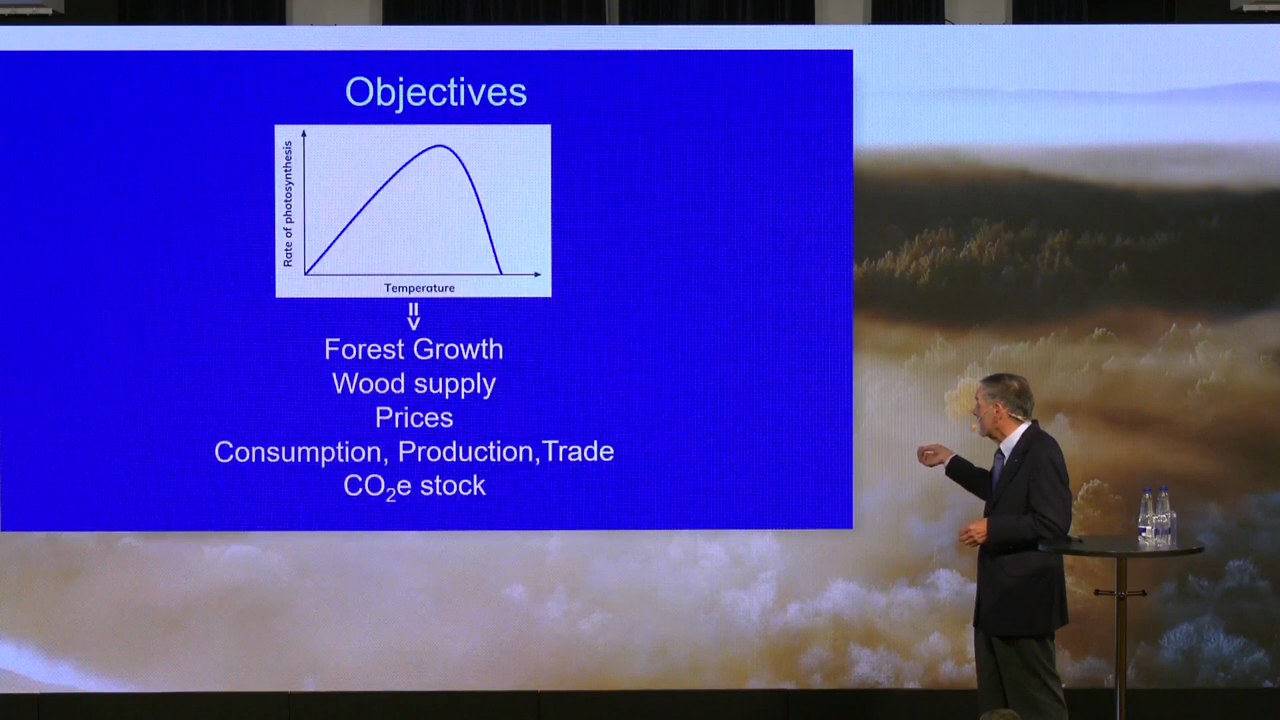 Objectives
Rate of photosynthesis
Temperature
Forest Growth
Wood supply
Prices
Consumption, Production,Trade
CO₂e stock